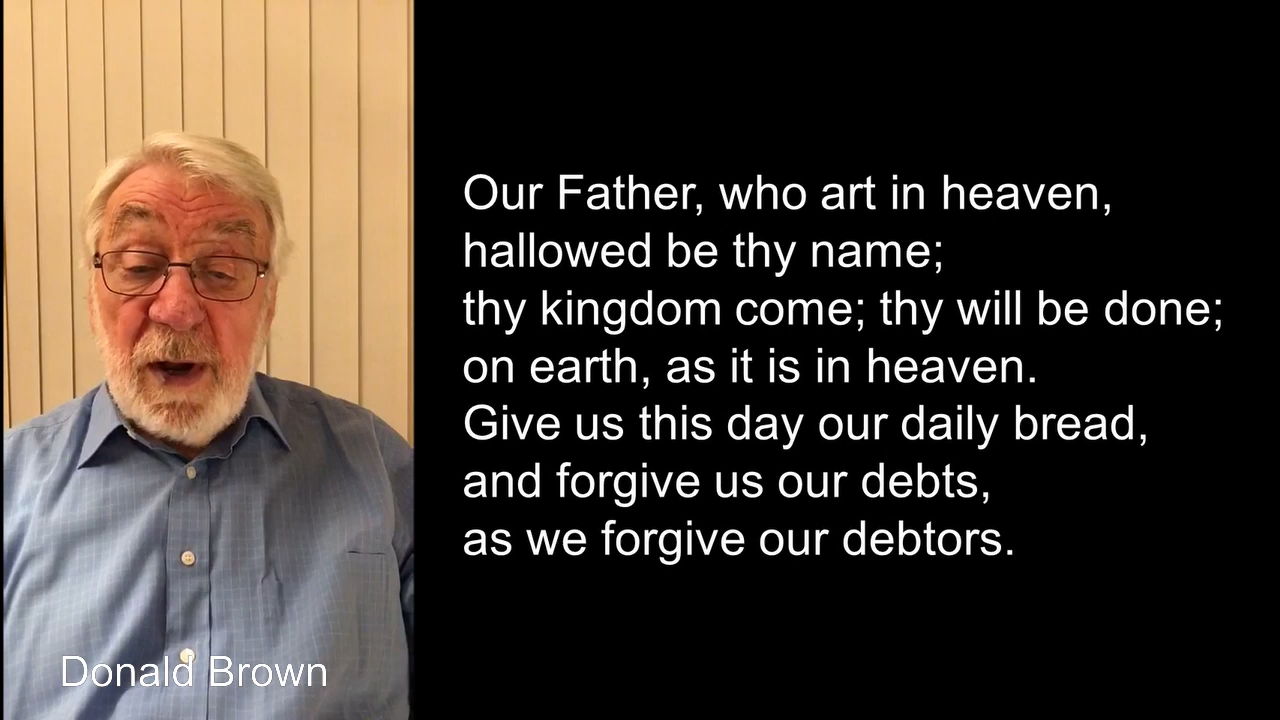 Our Father, who art in heaven,
hallowed be thy name;
thy kingdom come; thy will be done;
on earth, as it is in heaven.
Give us this day our daily bread,
and forgive us our debts,
as we forgive our debtors.
Donald Brown